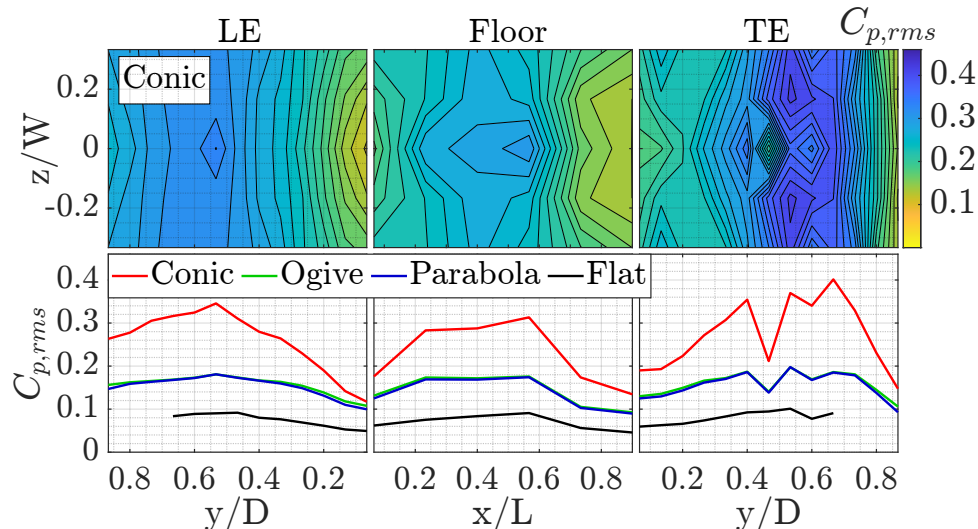 LE Floor TE C_{p,rms}
Conic
z/W
0.2
0
-0.2
0.4
0.3
0.2
0.1
Conic Ogive Parabola Flat
C_{p,rms}
0.4
0.3
0.2
0.1
0
0.8 0.6 0.4 0.2 0.2 0.4 0.6 0.8 0.2 0.4 0.6 0.8
y/D x/L y/D